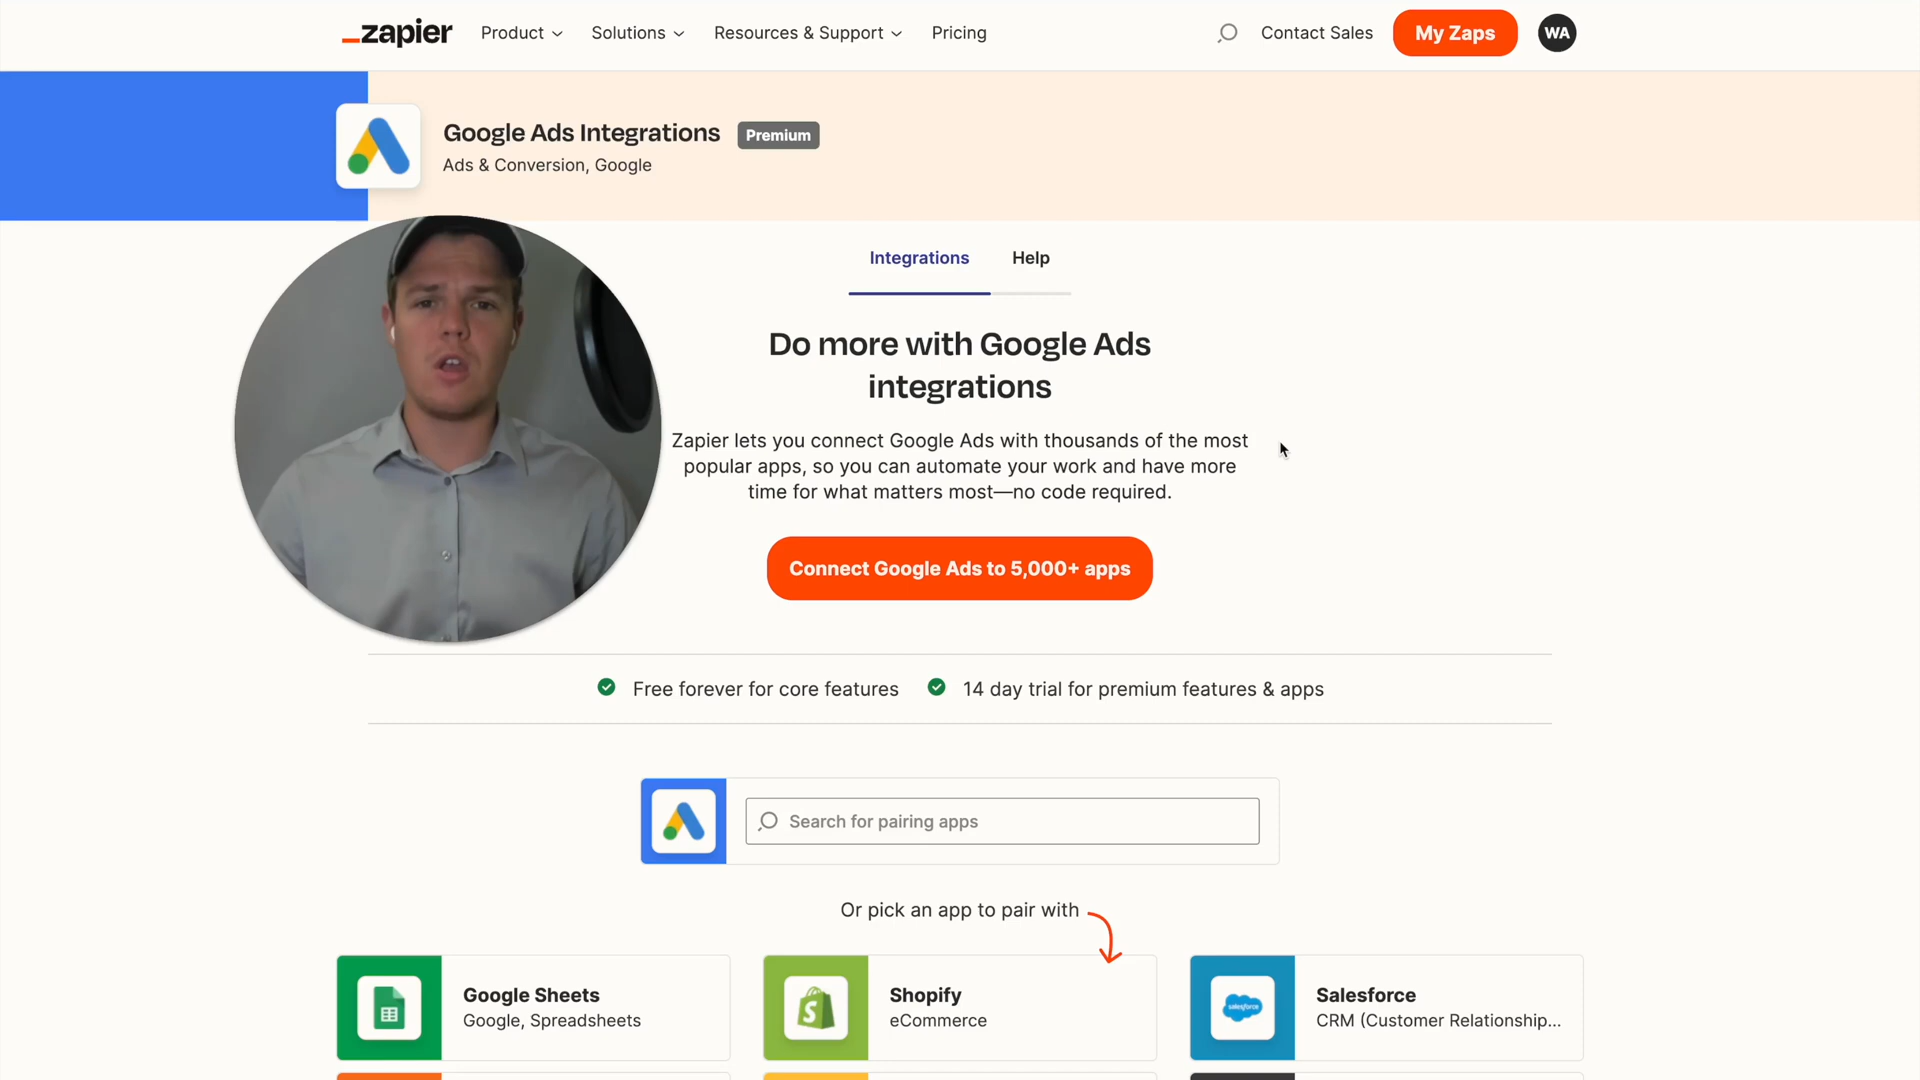 zapier
Product
Solutions
Resources & Support
Pricing
Contact Sales
My Zaps
WA
Google Ads Integrations
Premium
Ads & Conversion, Google
Integrations
Help
Do more with Google Ads
integrations
Zapier lets you connect Google Ads with thousands of the most
popular apps, so you can automate your work and have more
time for what matters most—no code required.
Connect Google Ads to 5,000+ apps
Free forever for core features
14 day trial for premium features & apps
Search for pairing apps
Or pick an app to pair with
Google Sheets
Google, Spreadsheets
Shopify
eCommerce
salesforce
Salesforce
CRM (Customer Relationship...